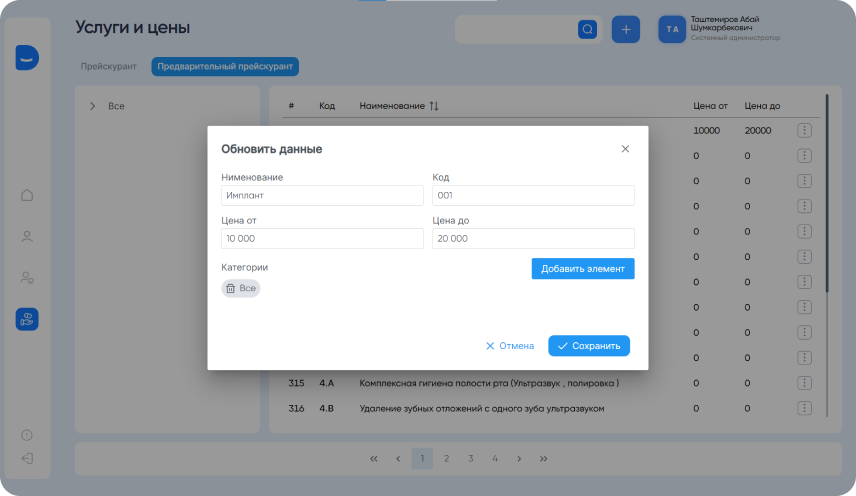 Услуги и цены
ТА
Таштемиров Абай
Шумкарбекович
Системный администратор
Прейскурант
Предварительный прейскурант
Все
# Код Наименование Цена от Цена до
10000 20000
0 0
0 0
0 0
0 0
0 0
0 0
0 0
0 0
0 0
Обновить данные
Нименование
Код
Имплант
001
Цена от
Цена до
10 000
20 000
Категории
Добавить элемент
Все
Отмена
Сохранить
315 4.А Комплексная гигиена полости рта (Ультразвук , полировка ) 0 0
316 4.В Удаление зубных отложений с одного зуба ультразвуком 0 0
1 2 3 4